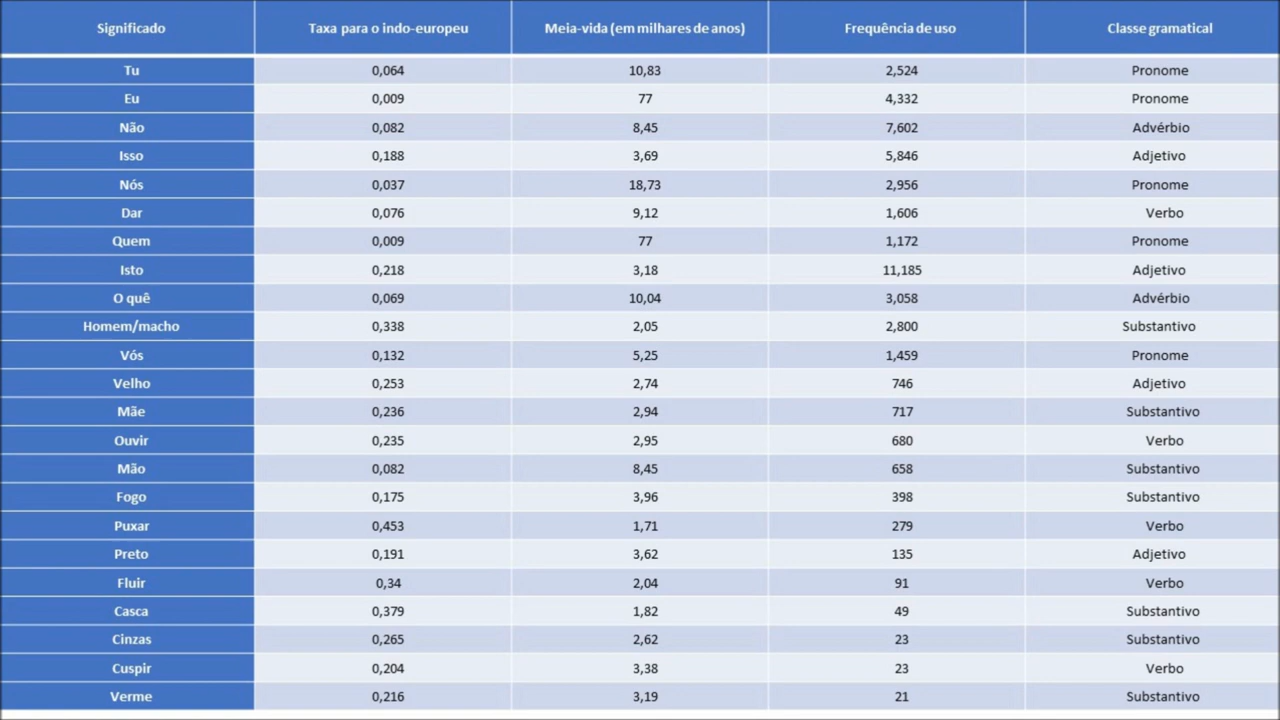 Significado Taxa para o indo-europeu Meia-vida (em milhares de anos) Frequência de uso Classe gramatical
Tu 0,064 10,83 2,524 Pronome
Eu 0,009 77 4,332 Pronome
Não 0,082 8,45 7,602 Advérbio
Isso 0,188 3,69 5,846 Adjetivo
Nós 0,037 18,73 2,956 Pronome
Dar 0,076 9,12 1,606 Verbo
Quem 0,009 77 1,172 Pronome
Isto 0,218 3,18 11,185 Adjetivo
O quê 0,069 10,04 3,058 Advérbio
Homem/macho 0,338 2,05 2,800 Substantivo
Vós 0,132 5,25 1,459 Pronome
Velho 0,253 2,74 746 Adjetivo
Mãe 0,236 2,94 717 Substantivo
Ouvir 0,235 2,95 680 Verbo
Mão 0,082 8,45 658 Substantivo
Fogo 0,175 3,96 398 Substantivo
Puxar 0,453 1,71 279 Verbo
Preto 0,191 3,62 135 Adjetivo
Fluir 0,34 2,04 91 Verbo
Casca 0,379 1,82 49 Substantivo
Cinzas 0,265 2,62 23 Substantivo
Cuspir 0,204 3,38 23 Verbo
Verme 0,216 3,19 21 Substantivo